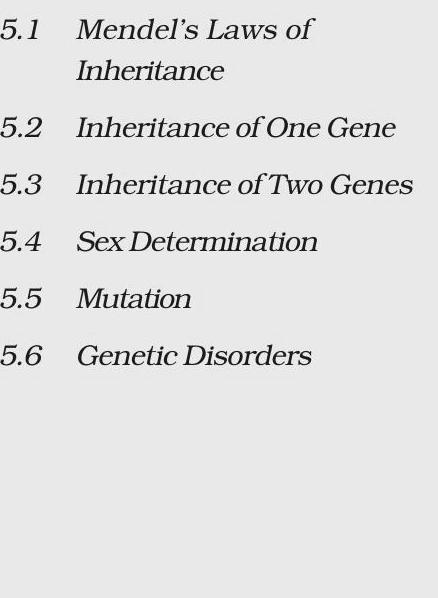 5.1 Mendel's Laws of
Inheritance
5.2 Inheritance of One Gene
5.3 Inheritance of Two Genes
5.4 Sex Determination
5.5 Mutation
5.6 Genetic Disorders